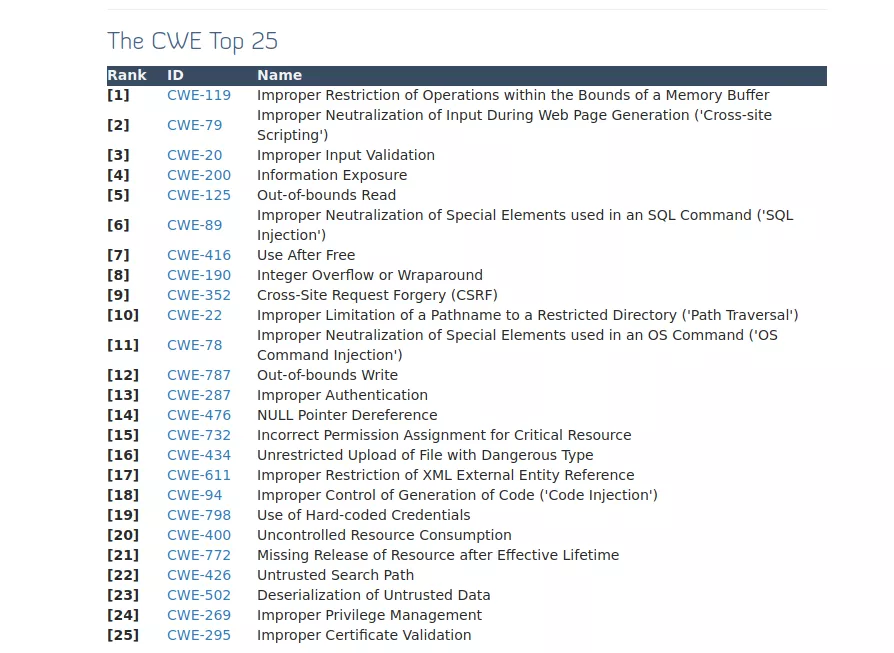 The CWE Top 25
Rank ID Name
[1] CWE-119 Improper Restriction of Operations within the Bounds of a Memory Buffer
[2] CWE-79 Improper Neutralization of Input During Web Page Generation ('Cross-site
Scripting')
[3] CWE-20 Improper Input Validation
[4] CWE-200 Information Exposure
[5] CWE-125 Out-of-bounds Read
[6] CWE-89 Improper Neutralization of Special Elements used in an SQL Command ('SQL
Injection')
[7] CWE-416 Use After Free
[8] CWE-190 Integer Overflow or Wraparound
[9] CWE-352 Cross-Site Request Forgery (CSRF)
[10] CWE-22 Improper Limitation of a Pathname to a Restricted Directory ('Path Traversal')
[11] CWE-78 Improper Neutralization of Special Elements used in an OS Command ('OS
Command Injection')
[12] CWE-787 Out-of-bounds Write
[13] CWE-287 Improper Authentication
[14] CWE-476 NULL Pointer Dereference
[15] CWE-732 Incorrect Permission Assignment for Critical Resource
[16] CWE-434 Unrestricted Upload of File with Dangerous Type
[17] CWE-611 Improper Restriction of XML External Entity Reference
[18] CWE-94 Improper Control of Generation of Code ('Code Injection')
[19] CWE-798 Use of Hard-coded Credentials
[20] CWE-400 Uncontrolled Resource Consumption
[21] CWE-772 Missing Release of Resource after Effective Lifetime
[22] CWE-426 Untrusted Search Path
[23] CWE-502 Deserialization of Untrusted Data
[24] CWE-269 Improper Privilege Management
[25] CWE-295 Improper Certificate Validation